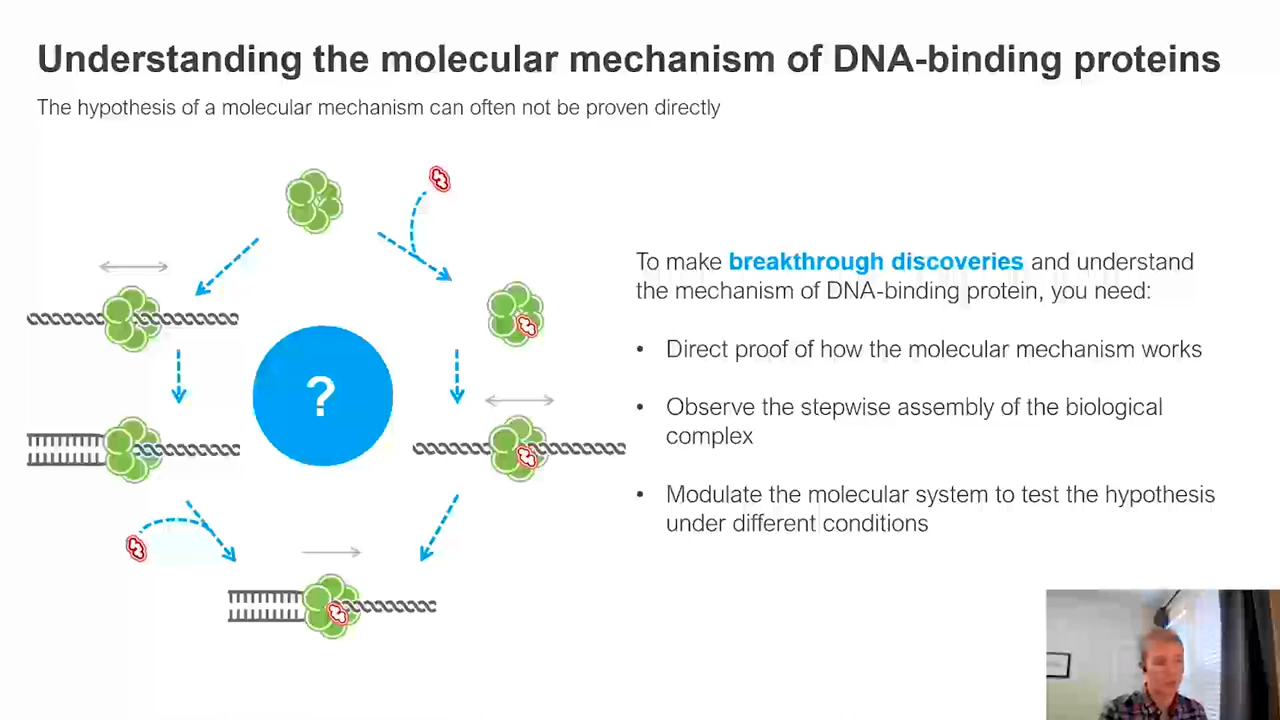 Understanding the molecular mechanism of DNA-binding proteins
The hypothesis of a molecular mechanism can often not be proven directly
?
To make breakthrough discoveries and understand
the mechanism of DNA-binding protein, you need:
• Direct proof of how the molecular mechanism works
• Observe the stepwise assembly of the biological
complex
• Modulate the molecular system to test the hypothesis
under different conditions